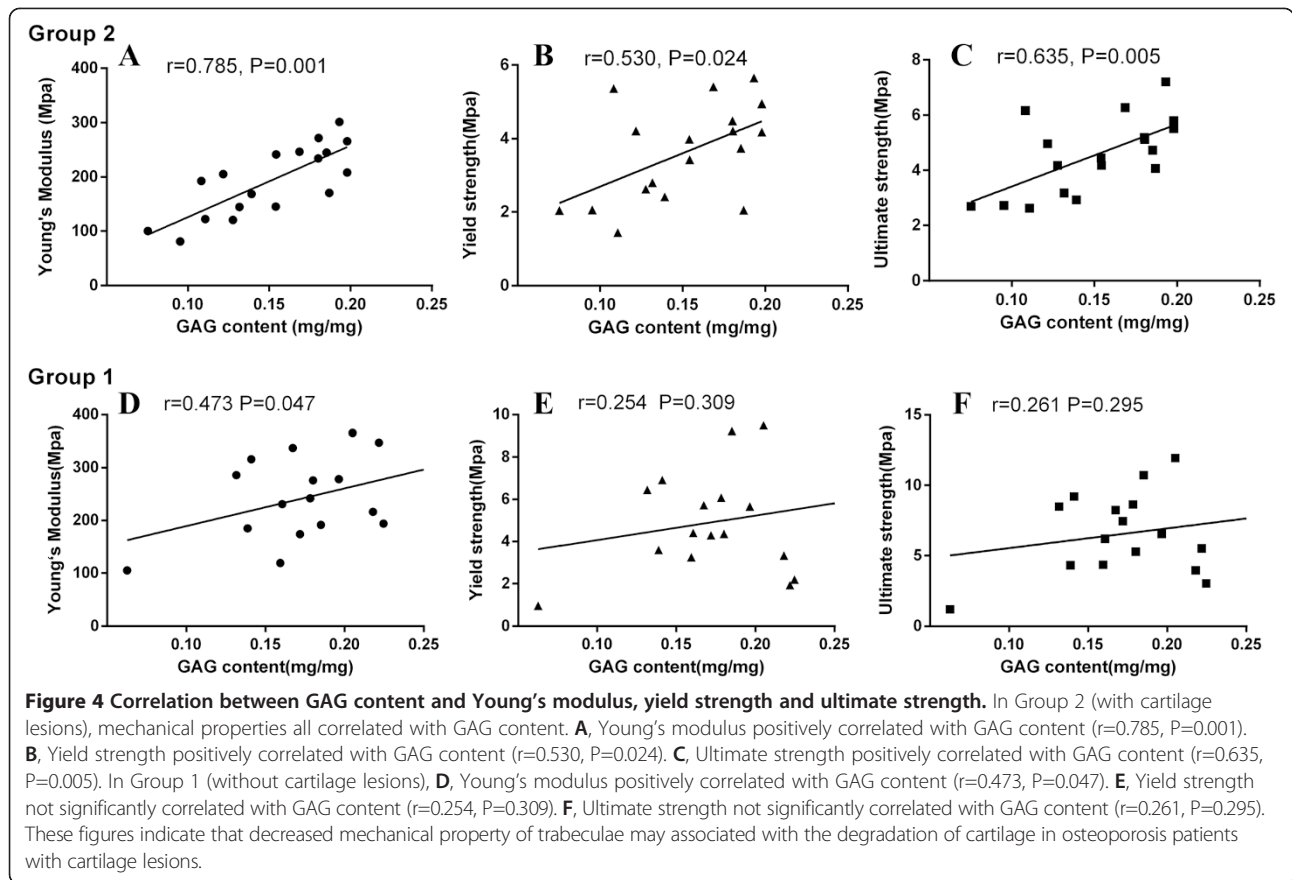 Group 2
A r=0.785, P=0.001
B r=0.530, P=0.024
C r=0.635, P=0.005
Young's Modulus (Mpa)
400
300
200
100
0
0.10 0.15 0.20 0.25
GAG content (mg/mg)
Yield strength(Mpa)
6
4
2
0
0.10 0.15 0.20 0.25
GAG content (mg/mg)
Ultimate strength(Mpa)
8
6
4
2
0
0.10 0.15 0.20 0.25
GAG content (mg/mg)
Group 1
D r=0.473 P=0.047
E r=0.254 P=0.309
F r=0.261 P=0.295
Young‘s Modulus(Mpa)
400
300
200
100
0
0.10 0.15 0.20 0.25
GAG content(mg/mg)
Yield strength(Mpa)
10
8
6
4
2
0
0.10 0.15 0.20 0.25
GAG content(mg/mg)
Ultimate strength(Mpa)
15
10
5
0
0.10 0.15 0.20 0.25
GAG content(mg/mg)
Figure 4 Correlation between GAG content and Young’s modulus, yield strength and ultimate strength. In Group 2 (with cartilage
lesions), mechanical properties all correlated with GAG content. A, Young’s modulus positively correlated with GAG content (r=0.785, P=0.001).
B, Yield strength positively correlated with GAG content (r=0.530, P=0.024). C, Ultimate strength positively correlated with GAG content (r=0.635,
P=0.005). In Group 1 (without cartilage lesions), D, Young’s modulus positively correlated with GAG content (r=0.473, P=0.047). E, Yield strength
not significantly correlated with GAG content (r=0.254, P=0.309). F, Ultimate strength not significantly correlated with GAG content (r=0.261, P=0.295).
These figures indicate that decreased mechanical property of trabeculae may associated with the degradation of cartilage in osteoporosis patients
with cartilage lesions.